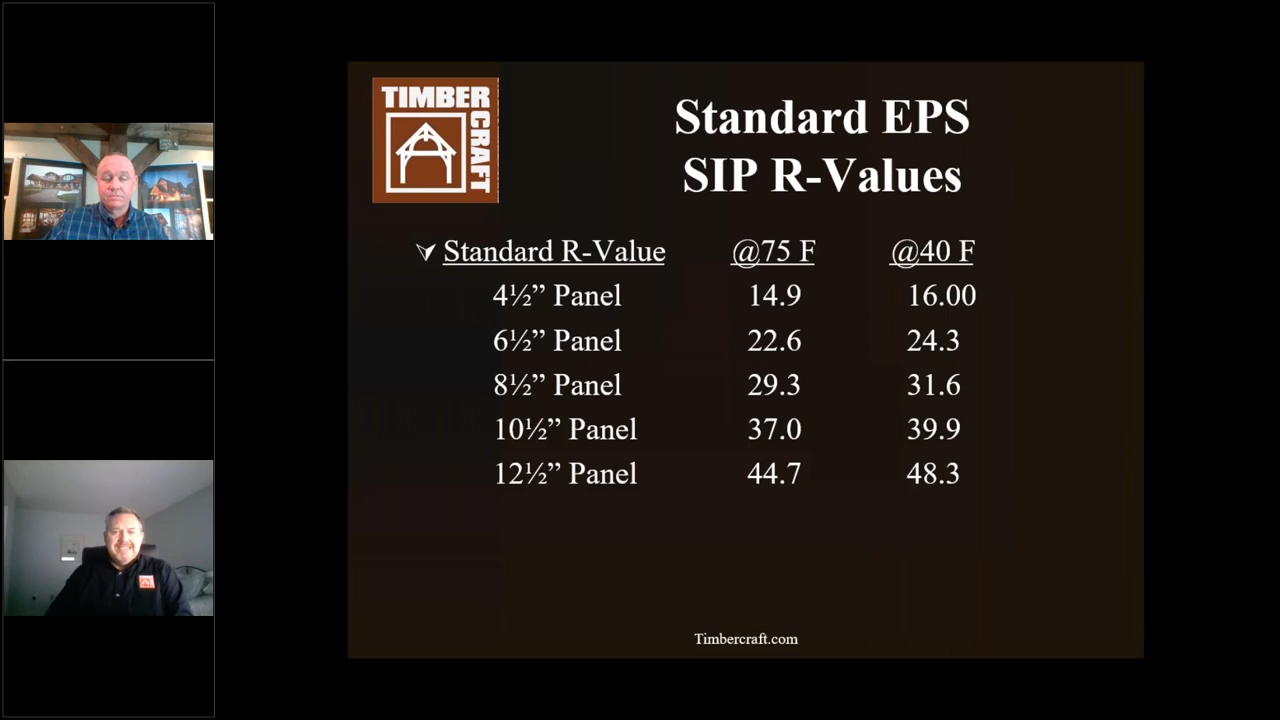 TIMBER
CRAFT
Standard EPS
SIP R-Values
Standard R-Value @75 F @40 F
4½” Panel 14.9 16.00
6½” Panel 22.6 24.3
8½” Panel 29.3 31.6
10½” Panel 37.0 39.9
12½” Panel 44.7 48.3
Timbercraft.com